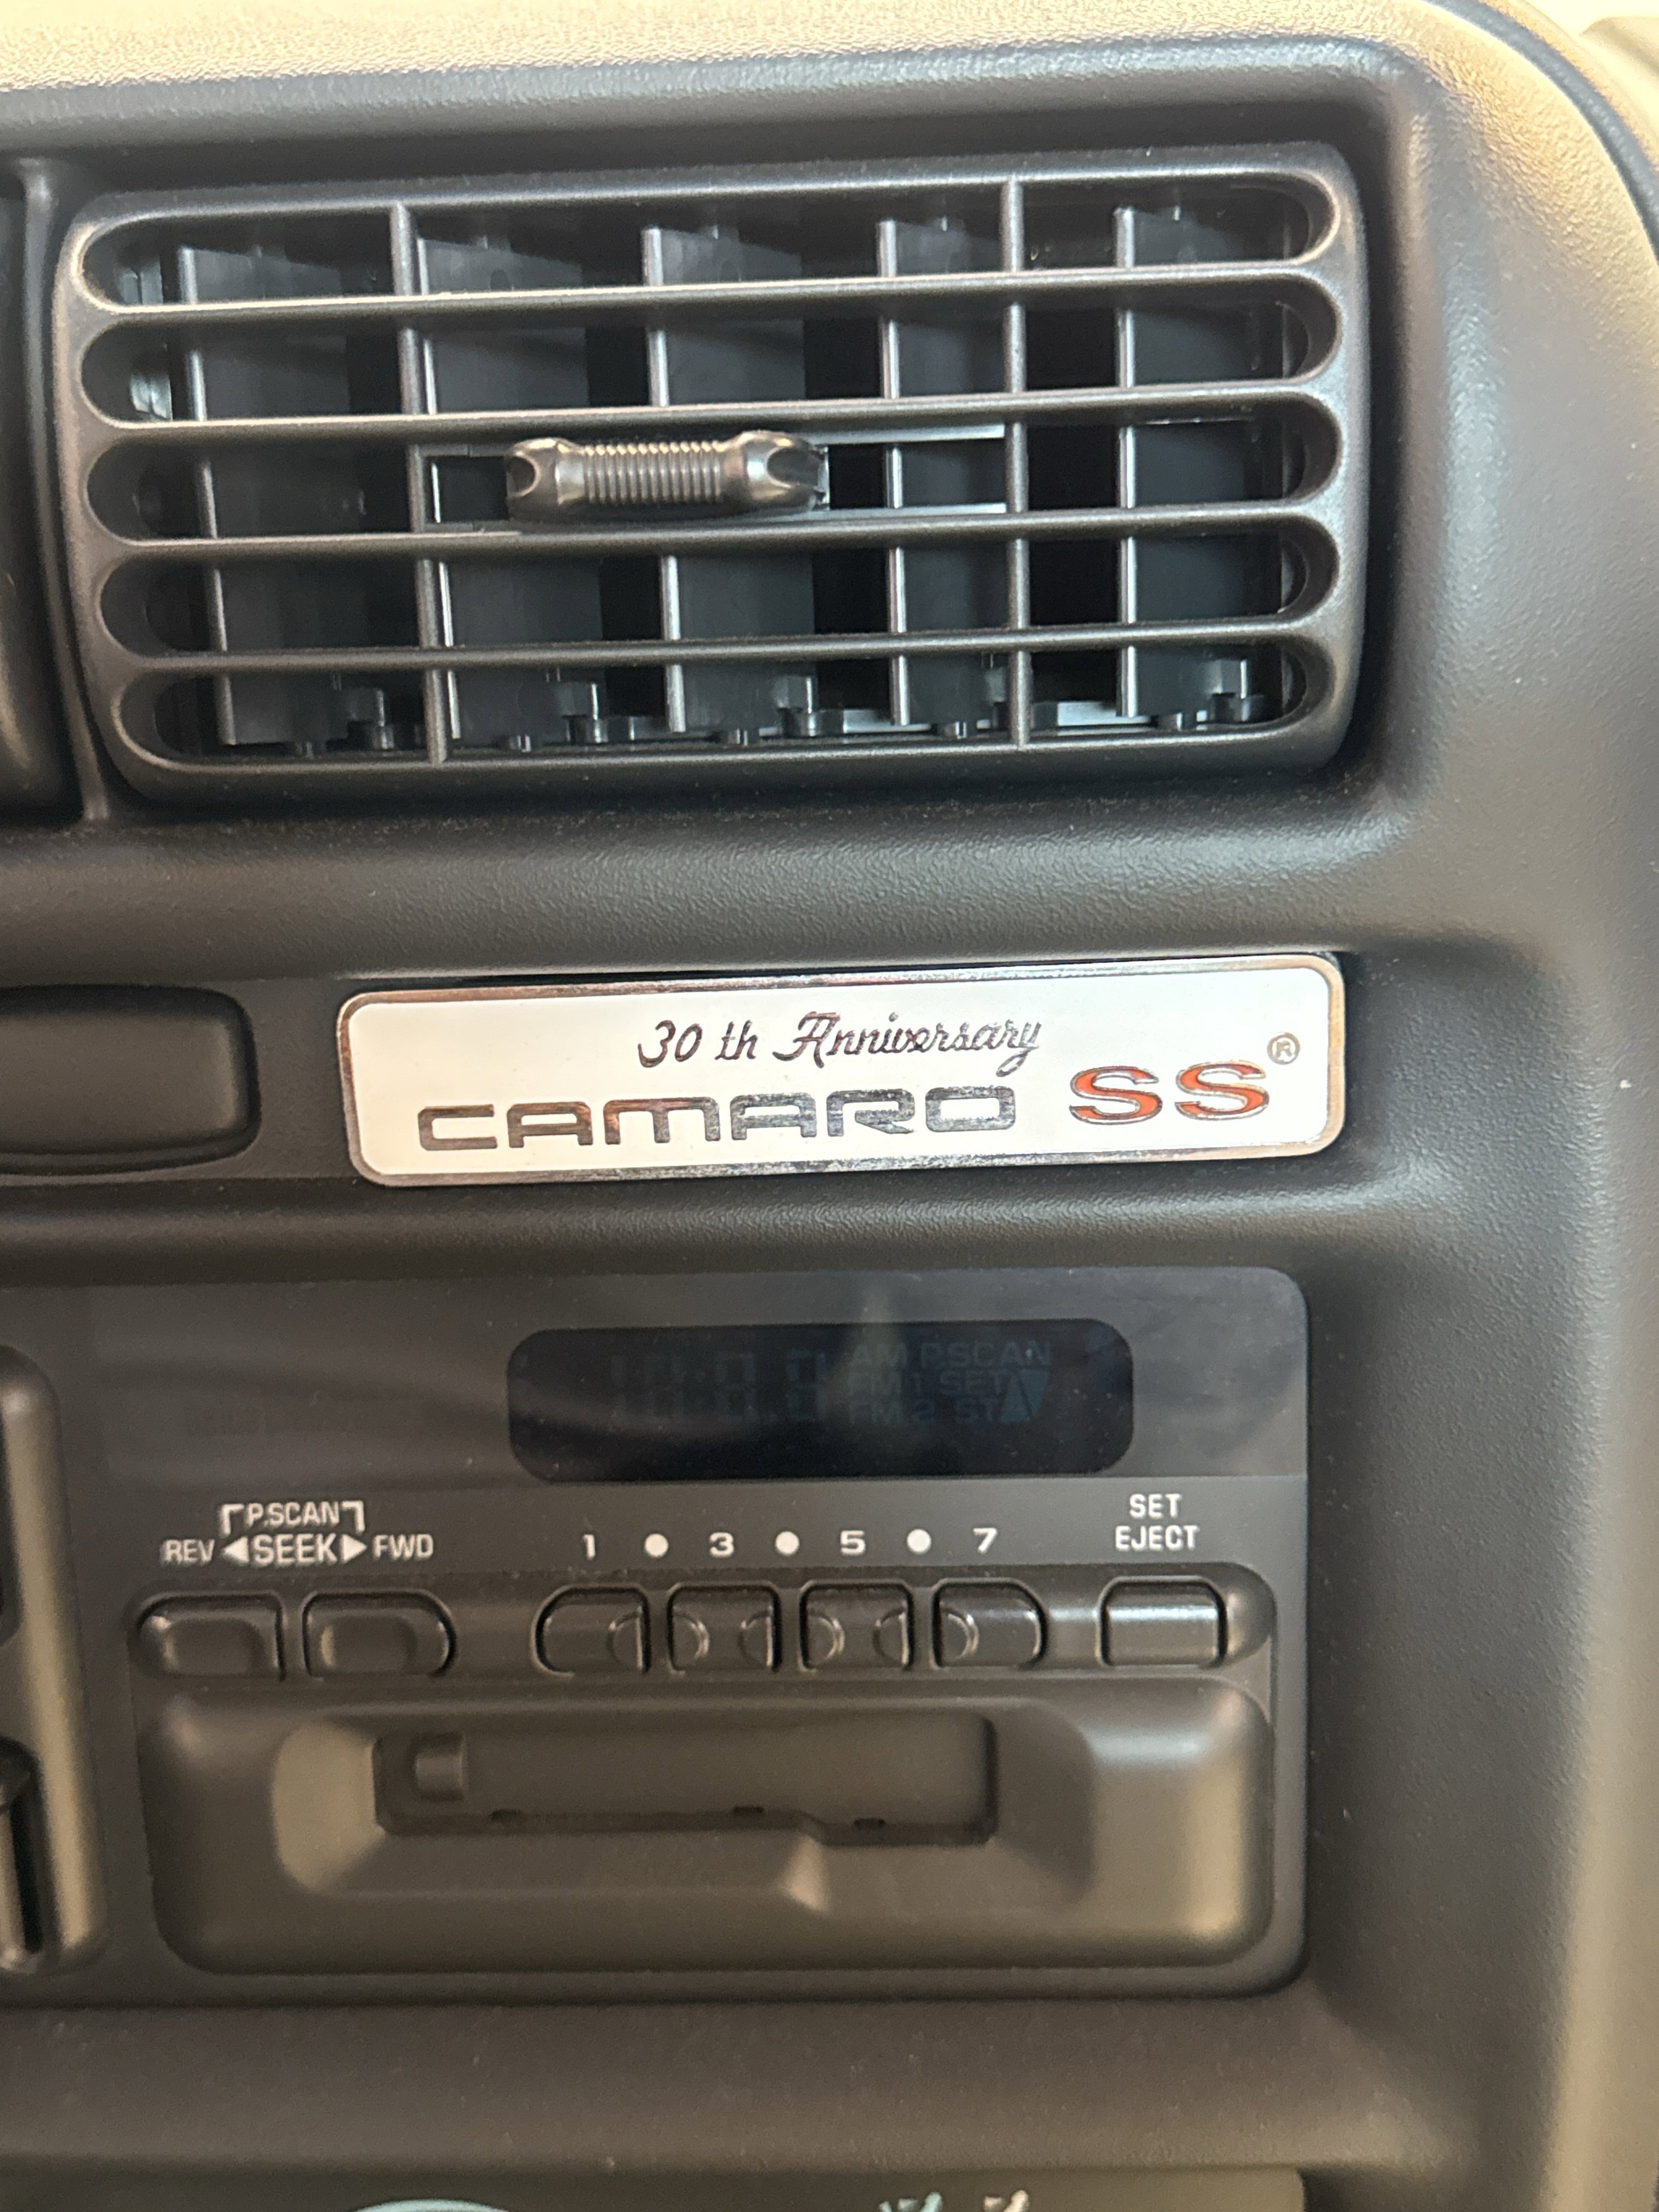 30 th Anniversary
CAMARO SS®
AM P.SCAN
FM 1 SET
FM 2 ST
P.SCAN
REV ◀SEEK▶ FWD
1 ● 3 ● 5 ● 7
SET
EJECT